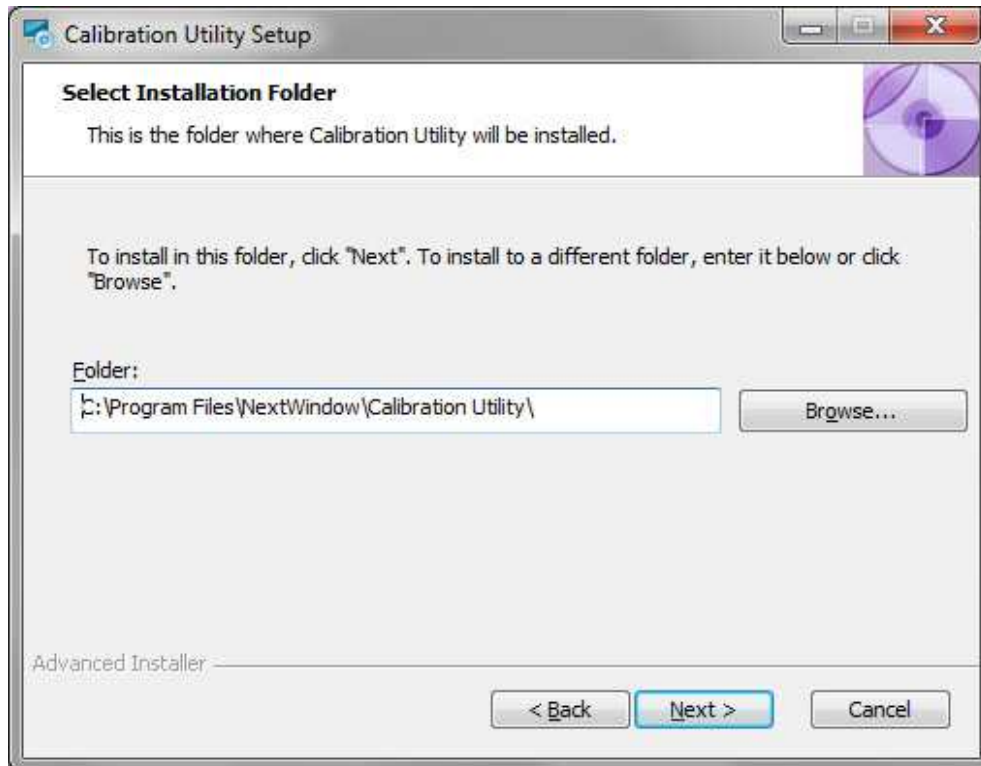 Calibration Utility Setup
Select Installation Folder
This is the folder where Calibration Utility will be installed.
To install in this folder, click "Next". To install to a different folder, enter it below or click
"Browse".
Folder:
C:\Program Files\NextWindow\Calibration Utility\
Browse...
Advanced Installer
< Back
Next >
Cancel